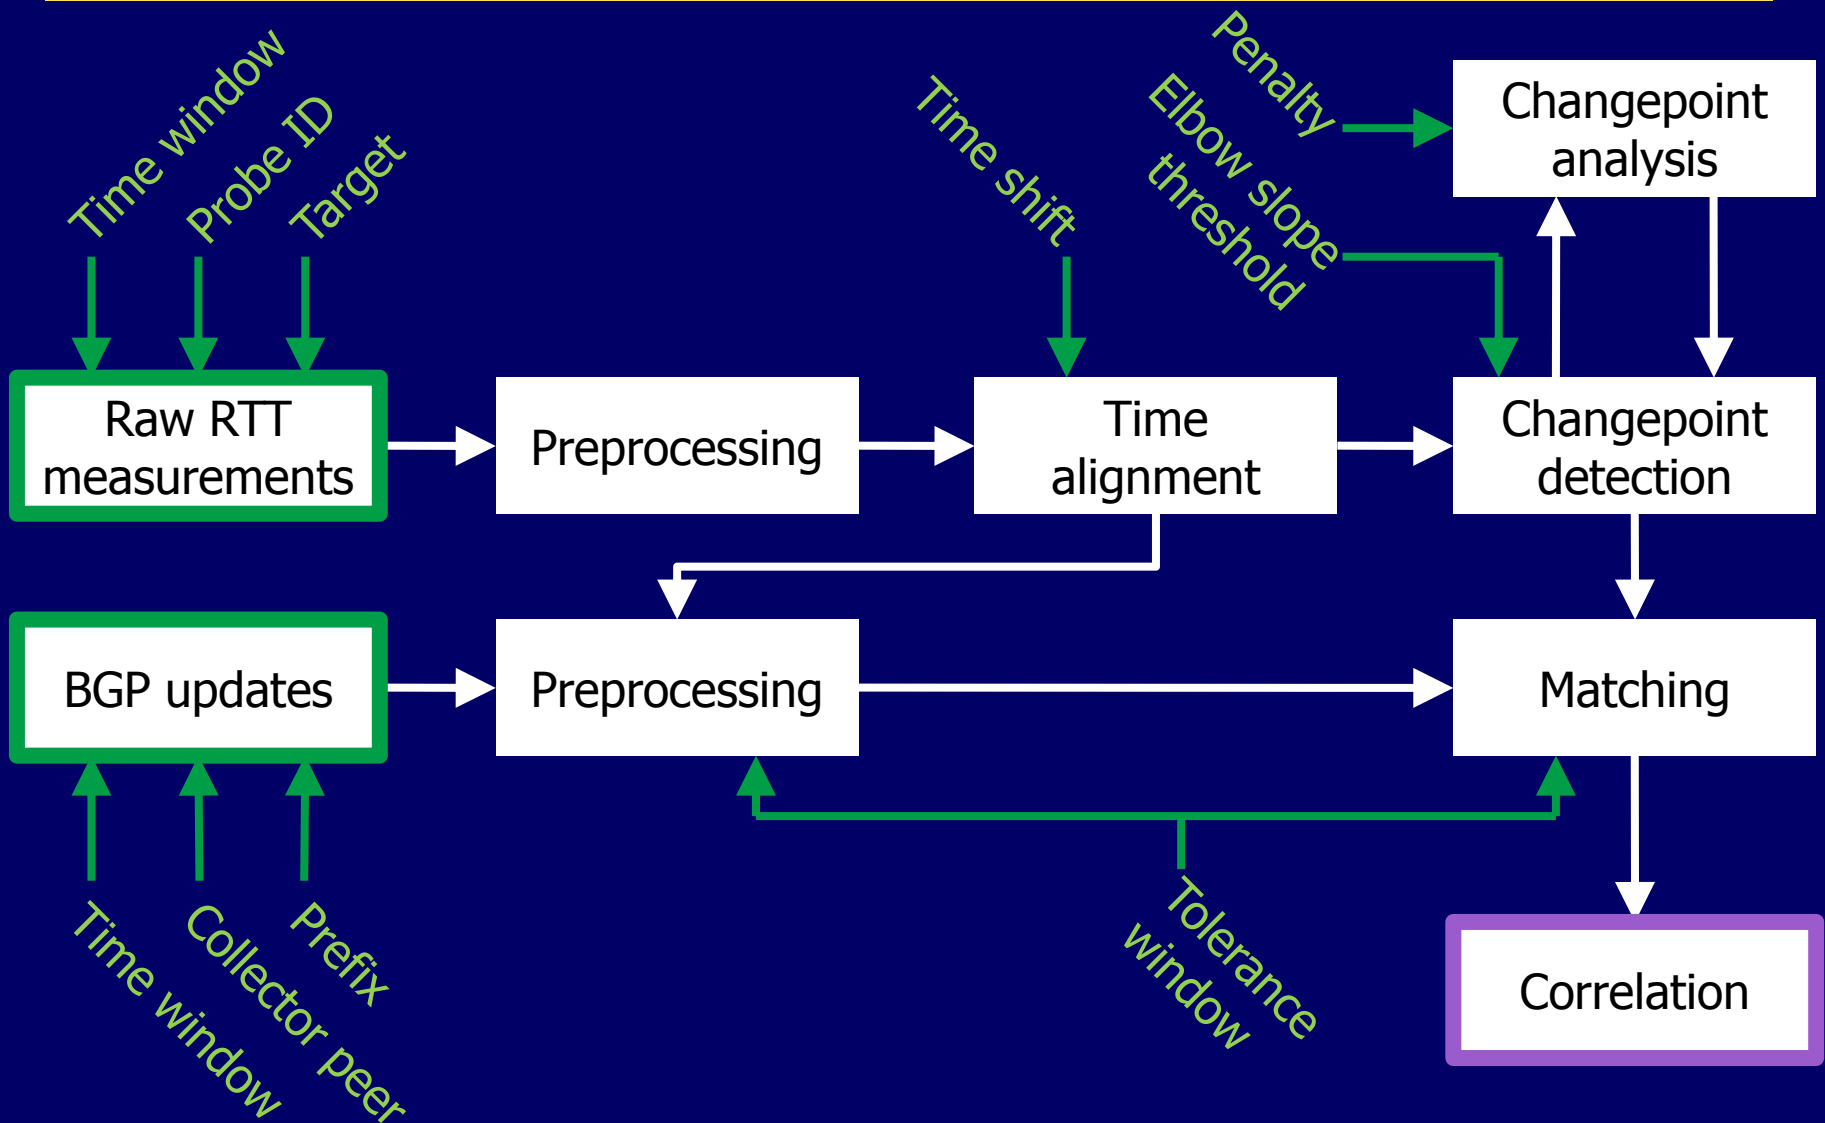 Time window
Probe ID
Target
Time shift
Penalty
Elbow slope
threshold
Changepoint
analysis
Raw RTT
measurements
Preprocessing
Time
alignment
Changepoint
detection
BGP updates
Preprocessing
Matching
Time window
Collector peer
Prefix
Tolerance
window
Correlation